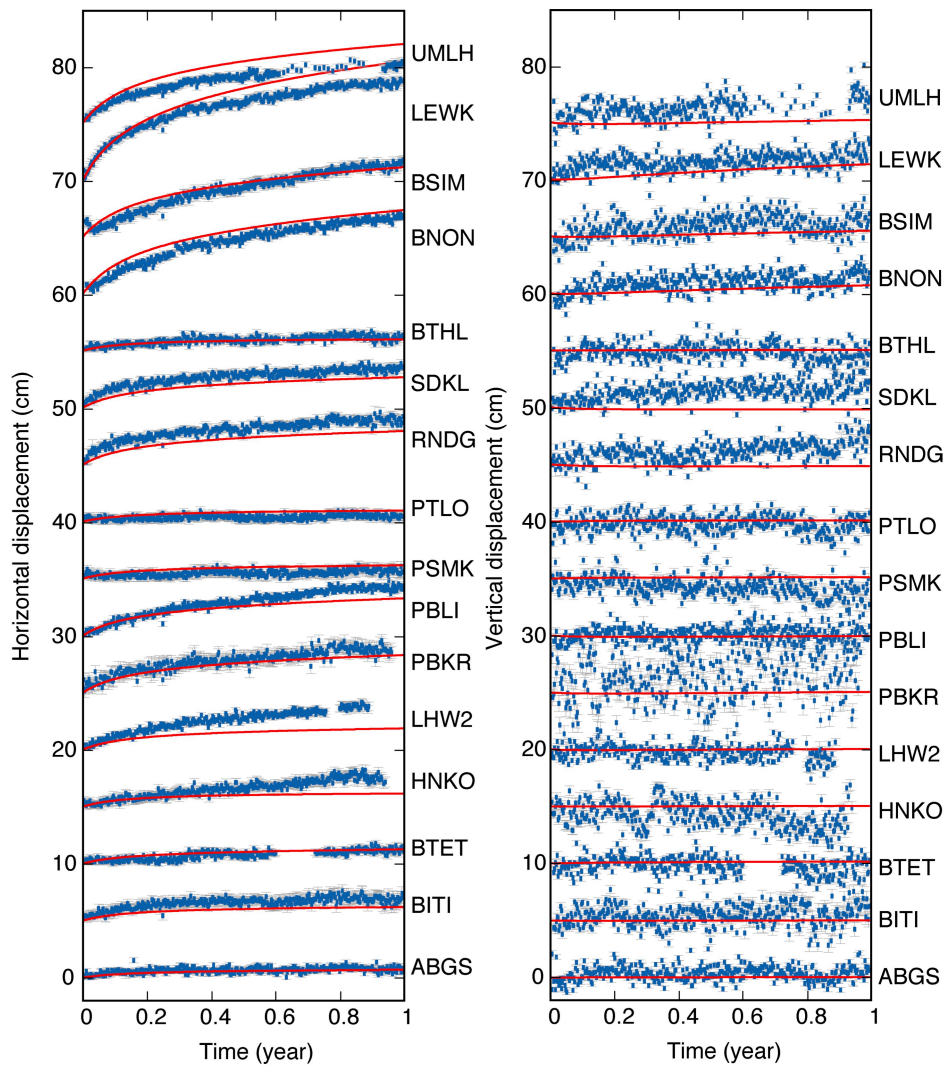 Horizontal displacement (cm)
80
70
60
50
40
30
20
10
0
0
0.2
0.4
0.6
0.8
1
Time (year)
UMLH
LEWK
BSIM
BNON
BTHL
SDKL
RNDG
PTLO
PSMK
PBLI
PBKR
LHW2
HNKO
BTET
BITI
ABGS
Vertical displacement (cm)
80
70
60
50
40
30
20
10
0
0
0.2
0.4
0.6
0.8
1
Time (year)
UMLH
LEWK
BSIM
BNON
BTHL
SDKL
RNDG
PTLO
PSMK
PBLI
PBKR
LHW2
HNKO
BTET
BITI
ABGS